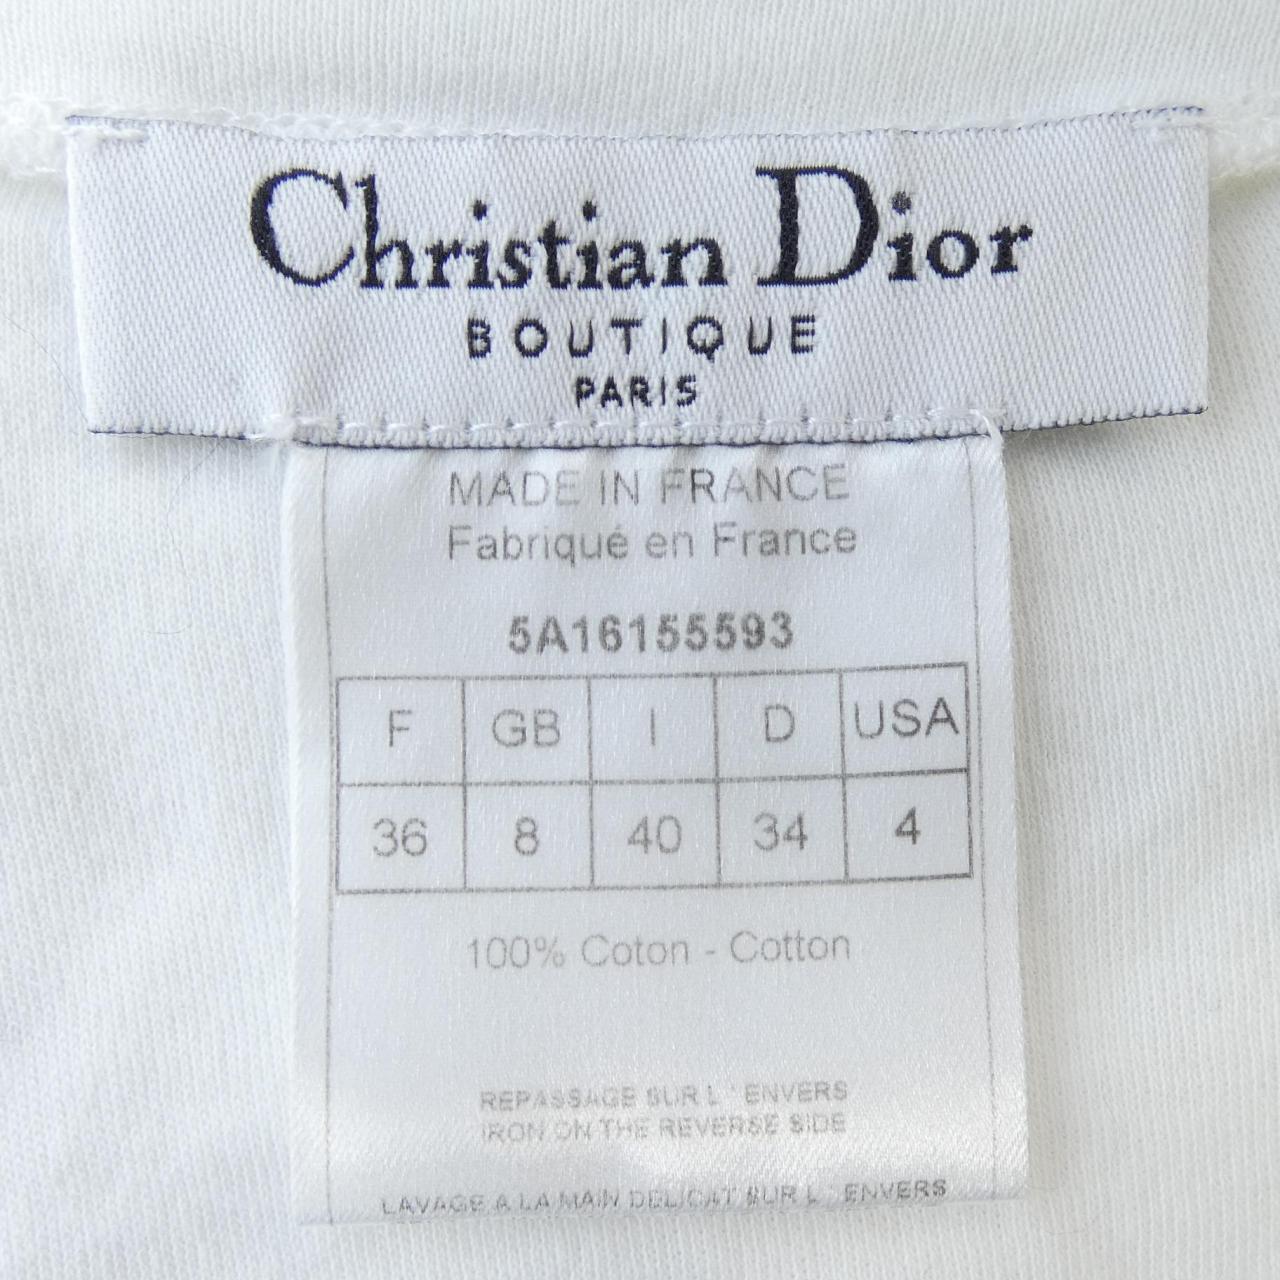 Christian Dior
BOUTIQUE
PARIS
MADE IN FRANCE
Fabriqué en France
5A16155593
F GB I D USA
36 8 40 34 4
100% Coton - Cotton
REPASSAGE SUR L ' ENVERS
IRON ON THE REVERSE SIDE
LAVAGE A LA MAIN DELICAT SUR L ' ENVERS